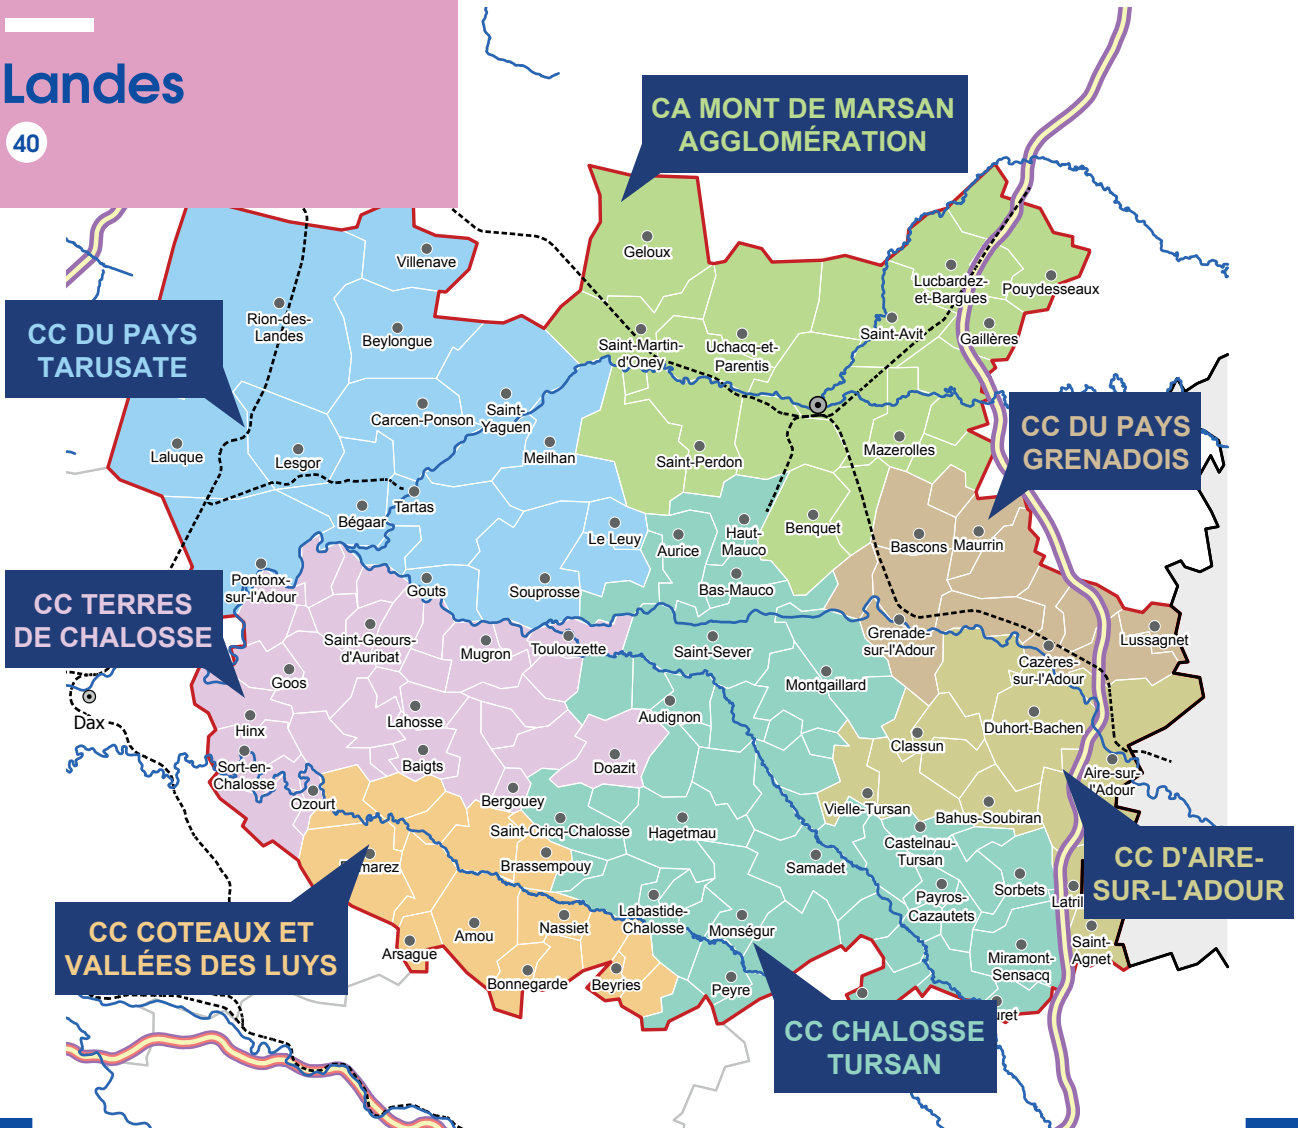 Landes
40
CA MONT DE MARSAN
AGGLOMÉRATION
Geloux
Villenave
Lucbardez-
et-Bargues
Pouydesseaux
CC DU PAYS
TARUSATE
Rion-des-
Landes
Beylongue
Saint-Martin-
d'Oney
Uchacq-et-
Parentis
Saint-Avit
Gaillères
Carcen-Ponson
Saint-
Yaguen
CC DU PAYS
GRENADOIS
Laluque
Lesgor
Meilhan
Saint-Perdon
Mazerolles
Tartas
Bégaar
Le Leuy
Aurice
Haut-
Mauco
Benquet
Bascons
Maurrin
Pontonx-
sur-l'Adour
Gouts
Souprosse
Bas-Mauco
CC TERRES
DE CHALOSSE
Saint-Geours-
d'Auribat
Mugron
Toulouzette
Saint-Sever
Grenade-
sur-l'Adour
Lussagnet
Cazères-
sur-l'Adour
Goos
Montgaillard
Dax
Hinx
Lahosse
Audignon
Duhort-Bachen
Classun
Sort-en-
Chalosse
Baigts
Doazit
Aire-sur-
l'Adour
Ozourt
Bergouey
Vielle-Tursan
Bahus-Soubiran
Saint-Cricq-Chalosse
Hagetmau
Castelnau-
Tursan
CC D'AIRE-
SUR-L'ADOUR
marez
Brassempouy
Samadet
Sorbets
Payros-
Cazautets
Latril
Labastide-
Chalosse
Monségur
CC COTEAUX ET
VALLÉES DES LUYS
Arsague
Amou
Nassiet
Saint-
Agnet
Miramont-
Sensacq
Bonnegarde
Beyries
Peyre
CC CHALOSSE
TURSAN
uret